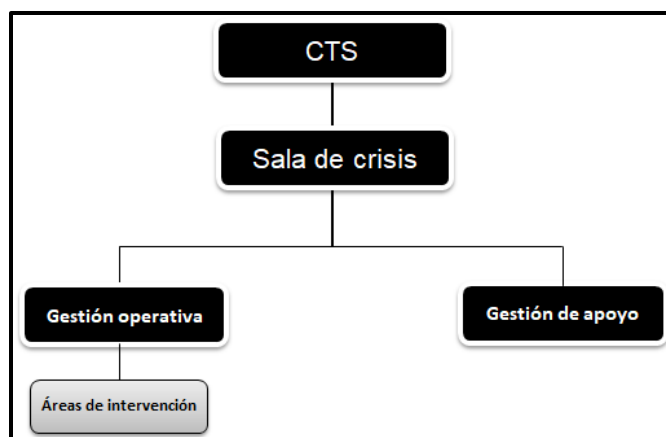 CTS
Sala de crisis
Gestión operativa
Gestión de apoyo
Áreas de intervención